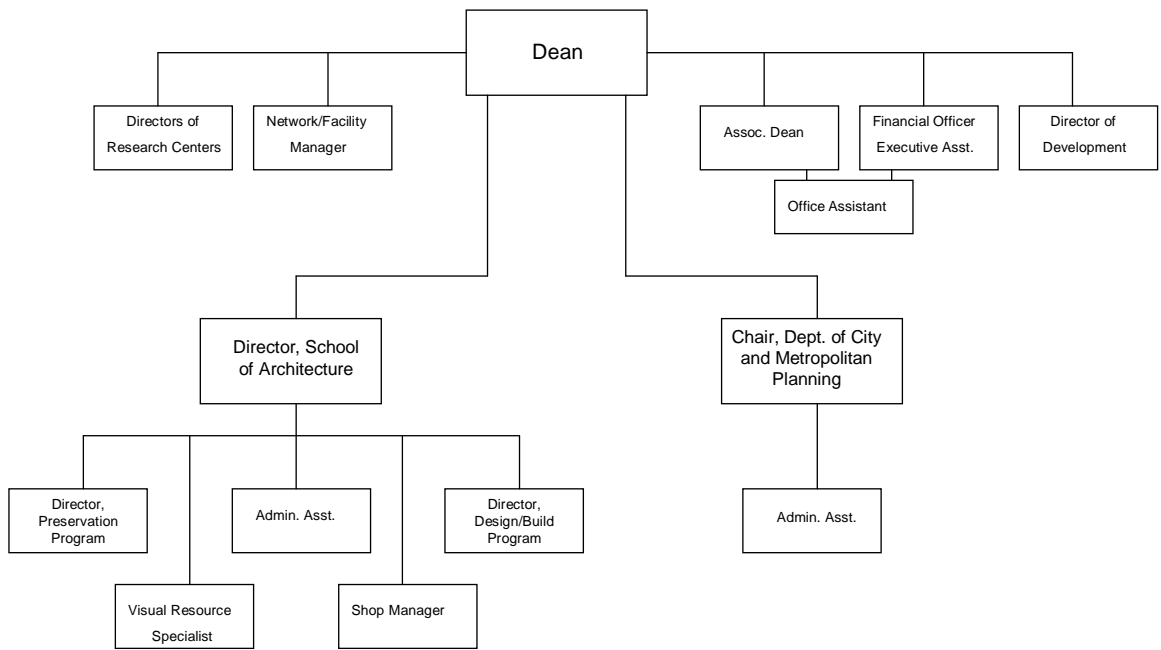 Dean
Directors of
Research Centers
Network/Facility
Manager
Assoc. Dean
Financial Officer
Executive Asst.
Director of
Development
Office Assistant
Director, School
of Architecture
Chair, Dept. of City
and Metropolitan
Planning
Director,
Preservation
Program
Admin. Asst.
Director,
Design/Build
Program
Admin. Asst.
Visual Resource
Specialist
Shop Manager